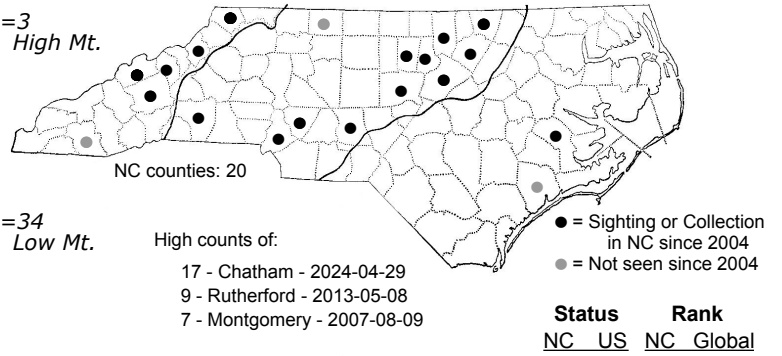 =3
High Mt.
NC counties: 20
=34
Low Mt.
High counts of:
17 - Chatham - 2024-04-29
9 - Rutherford - 2013-05-08
7 - Montgomery - 2007-08-09
= Sighting or Collection
in NC since 2004
= Not seen since 2004
Status Rank
NC US NC Global